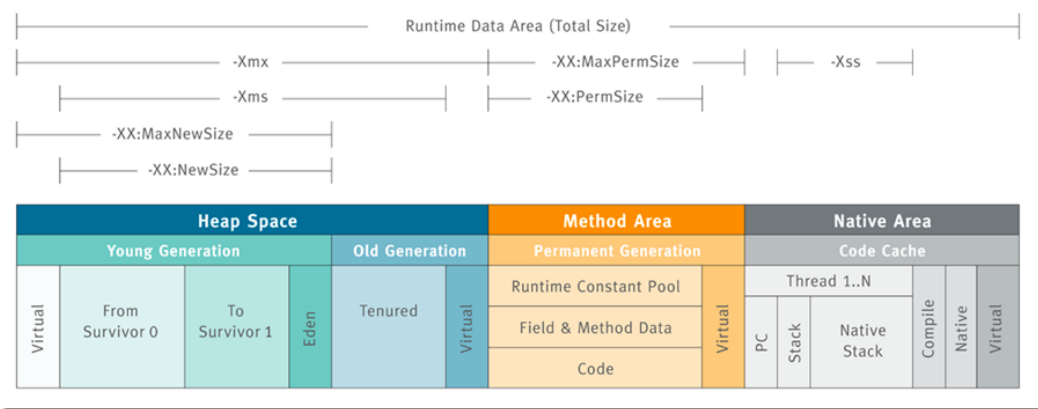 Runtime Data Area (Total Size)
-Xmx
-XX:MaxPermSize
-Xss
-Xms
-XX:PermSize
-XX:MaxNewSize
-XX:NewSize
Heap Space
Method Area
Native Area
Young Generation
Old Generation
Permanent Generation
Code Cache
Virtual
From
Survivor 0
To
Survivor 1
Eden
Tenured
Virtual
Runtime Constant Pool
Field & Method Data
Code
Virtual
Thread 1..N
PC
Stack
Native
Stack
Compile
Native
Virtual